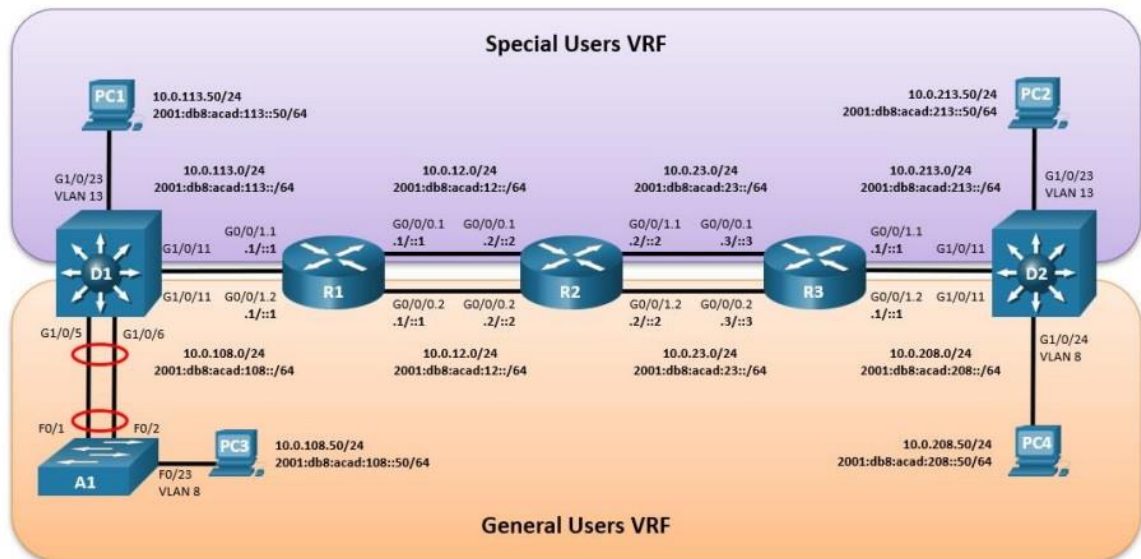 Special Users VRF
PC1
10.0.113.50/24
2001:db8:acad:113::50/64
10.0.213.50/24
2001:db8:acad:213::50/64
PC2
G1/0/23
VLAN 13
10.0.113.0/24
2001:db8:acad:113::/64
10.0.12.0/24
2001:db8:acad:12::/64
10.0.23.0/24
2001:db8:acad:23::/64
10.0.213.0/24
2001:db8:acad:213::/64
G1/0/23
VLAN 13
D1
G1/0/11
G0/0/1.1
.1/::1
R1
G0/0/0.1
.1/::1
G0/0/0.1
.2/::2
R2
G0/0/1.1
.2/::2
G0/0/0.1
.3/::3
R3
G0/0/1.1
.1/::1
G1/0/11
D2
G1/0/11
G0/0/1.2
.1/::1
G0/0/0.2
.1/::1
G0/0/0.2
.2/::2
G0/0/1.2
.2/::2
G0/0/0.2
.3/::3
G0/0/1.2
.1/::1
G1/0/11
G1/0/5
G1/0/6
10.0.108.0/24
2001:db8:acad:108::/64
10.0.12.0/24
2001:db8:acad:12::/64
10.0.23.0/24
2001:db8:acad:23::/64
10.0.208.0/24
2001:db8:acad:208::/64
G1/0/24
VLAN 8
F0/1
F0/2
A1
F0/23
VLAN 8
PC3
10.0.108.50/24
2001:db8:acad:108::50/64
10.0.208.50/24
2001:db8:acad:208::50/64
PC4
General Users VRF